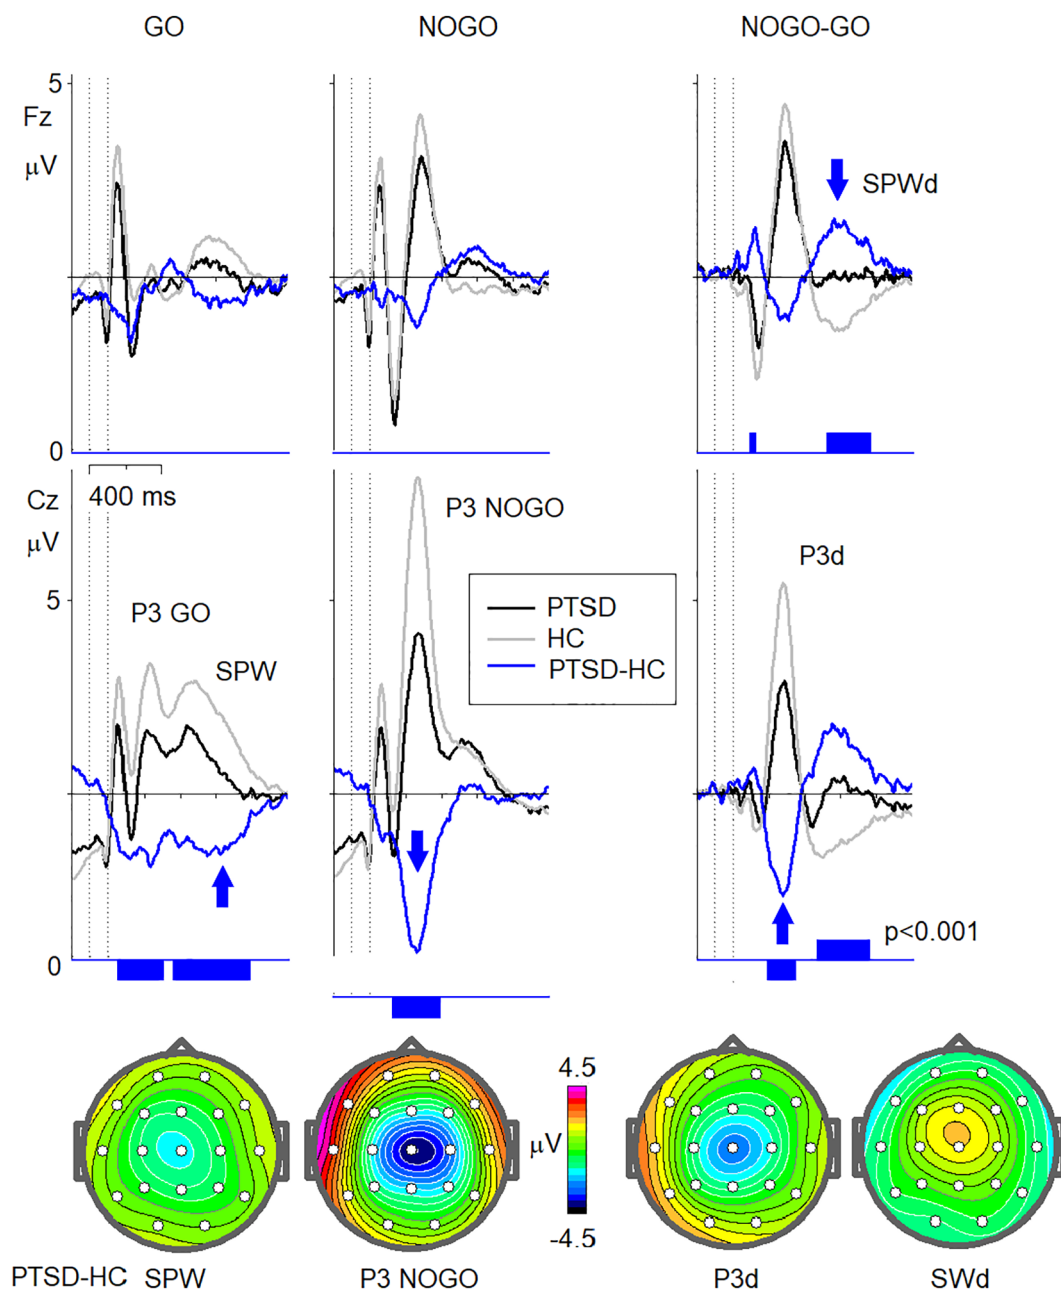 GO NOGO NOGO-GO
5
Fz
μV
SPWd
0
400 ms
Cz
μV
P3 NOGO
P3d
5
P3 GO
SPW
PTSD
HC
PTSD-HC
p<0.001
0
4.5
μV
-4.5
PTSD-HC SPW P3 NOGO P3d SWd